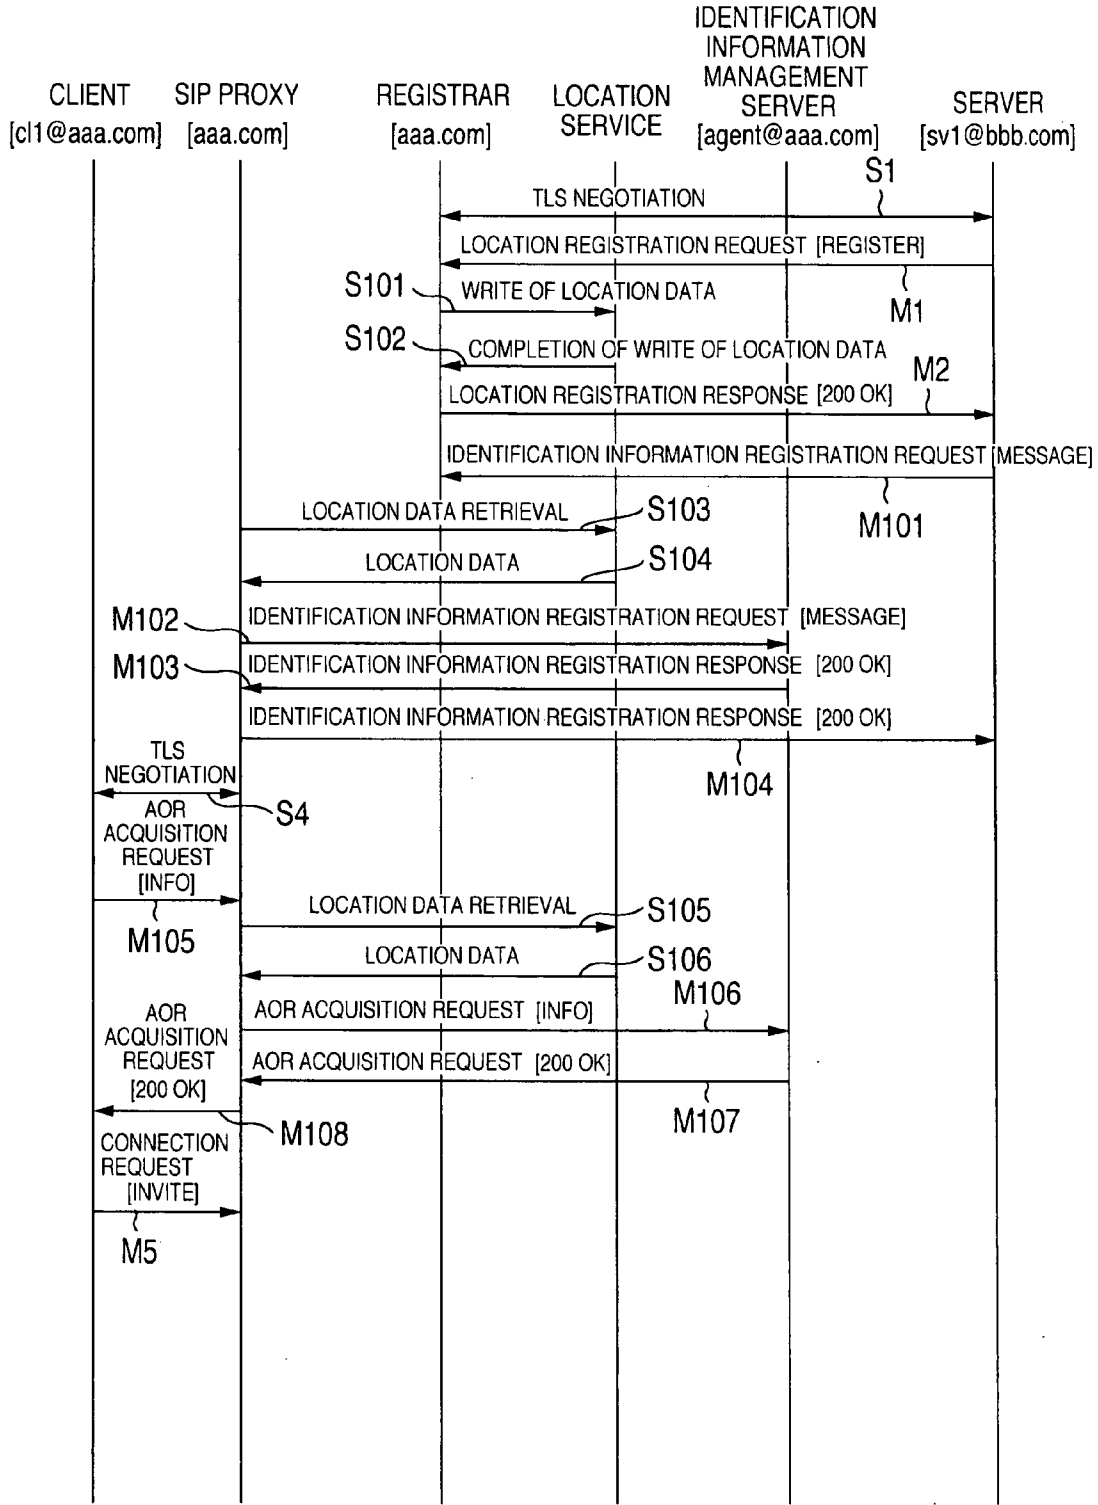 IDENTIFICATION
INFORMATION
MANAGEMENT
SERVER
[agent@aaa.com]
CLIENT
[cl1@aaa.com]
SIP PROXY
[aaa.com]
REGISTRAR
[aaa.com]
LOCATION
SERVICE
SERVER
[sv1@bbb.com]
S1
TLS NEGOTIATION
LOCATION REGISTRATION REQUEST [REGISTER]
M1
S101
WRITE OF LOCATION DATA
S102
COMPLETION OF WRITE OF LOCATION DATA
M2
LOCATION REGISTRATION RESPONSE [200 OK]
IDENTIFICATION INFORMATION REGISTRATION REQUEST [MESSAGE]
M101
LOCATION DATA RETRIEVAL
S103
LOCATION DATA
S104
M102
IDENTIFICATION INFORMATION REGISTRATION REQUEST [MESSAGE]
M103
IDENTIFICATION INFORMATION REGISTRATION RESPONSE [200 OK]
IDENTIFICATION INFORMATION REGISTRATION RESPONSE [200 OK]
M104
TLS
NEGOTIATION
S4
AOR
ACQUISITION
REQUEST
[INFO]
M105
LOCATION DATA RETRIEVAL
S105
LOCATION DATA
S106
M106
AOR ACQUISITION REQUEST [INFO]
AOR ACQUISITION REQUEST [200 OK]
M107
AOR
ACQUISITION
REQUEST
[200 OK]
M108
CONNECTION
REQUEST
[INVITE]
M5